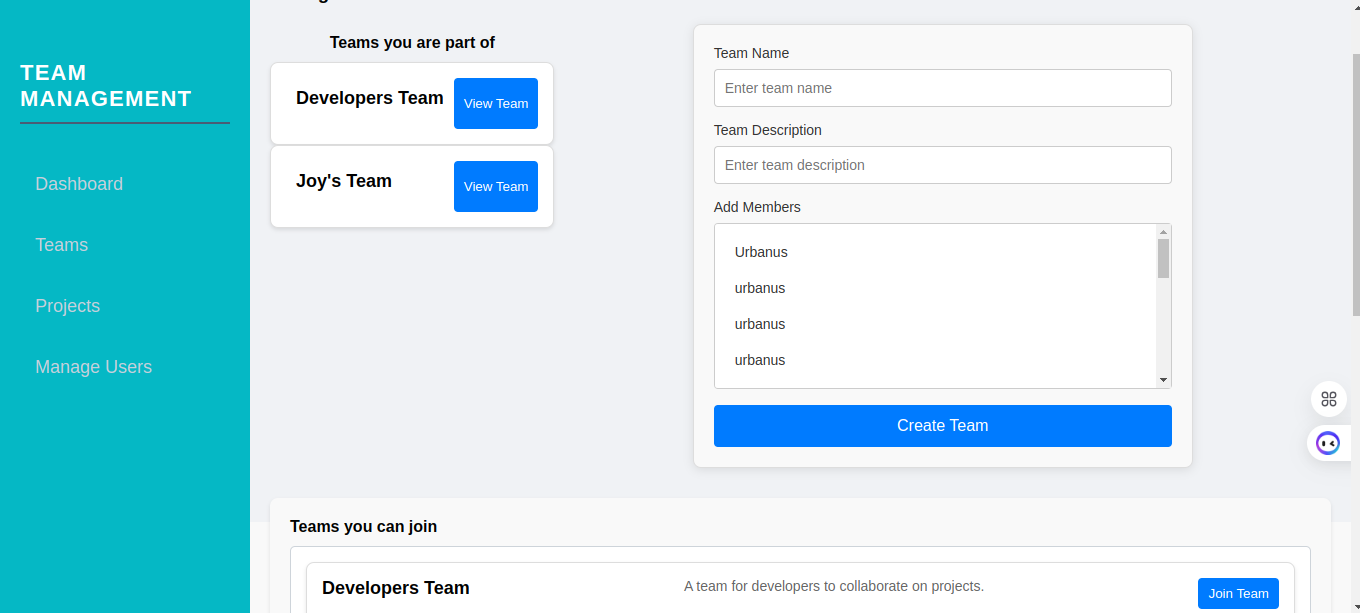 TEAM
MANAGEMENT
Dashboard
Teams
Projects
Manage Users
Teams you are part of
Developers Team
View Team
Joy's Team
View Team
Team Name
Enter team name
Team Description
Enter team description
Add Members
Urbanus
urbanus
urbanus
urbanus
Create Team
Teams you can join
Developers Team
A team for developers to collaborate on projects.
Join Team